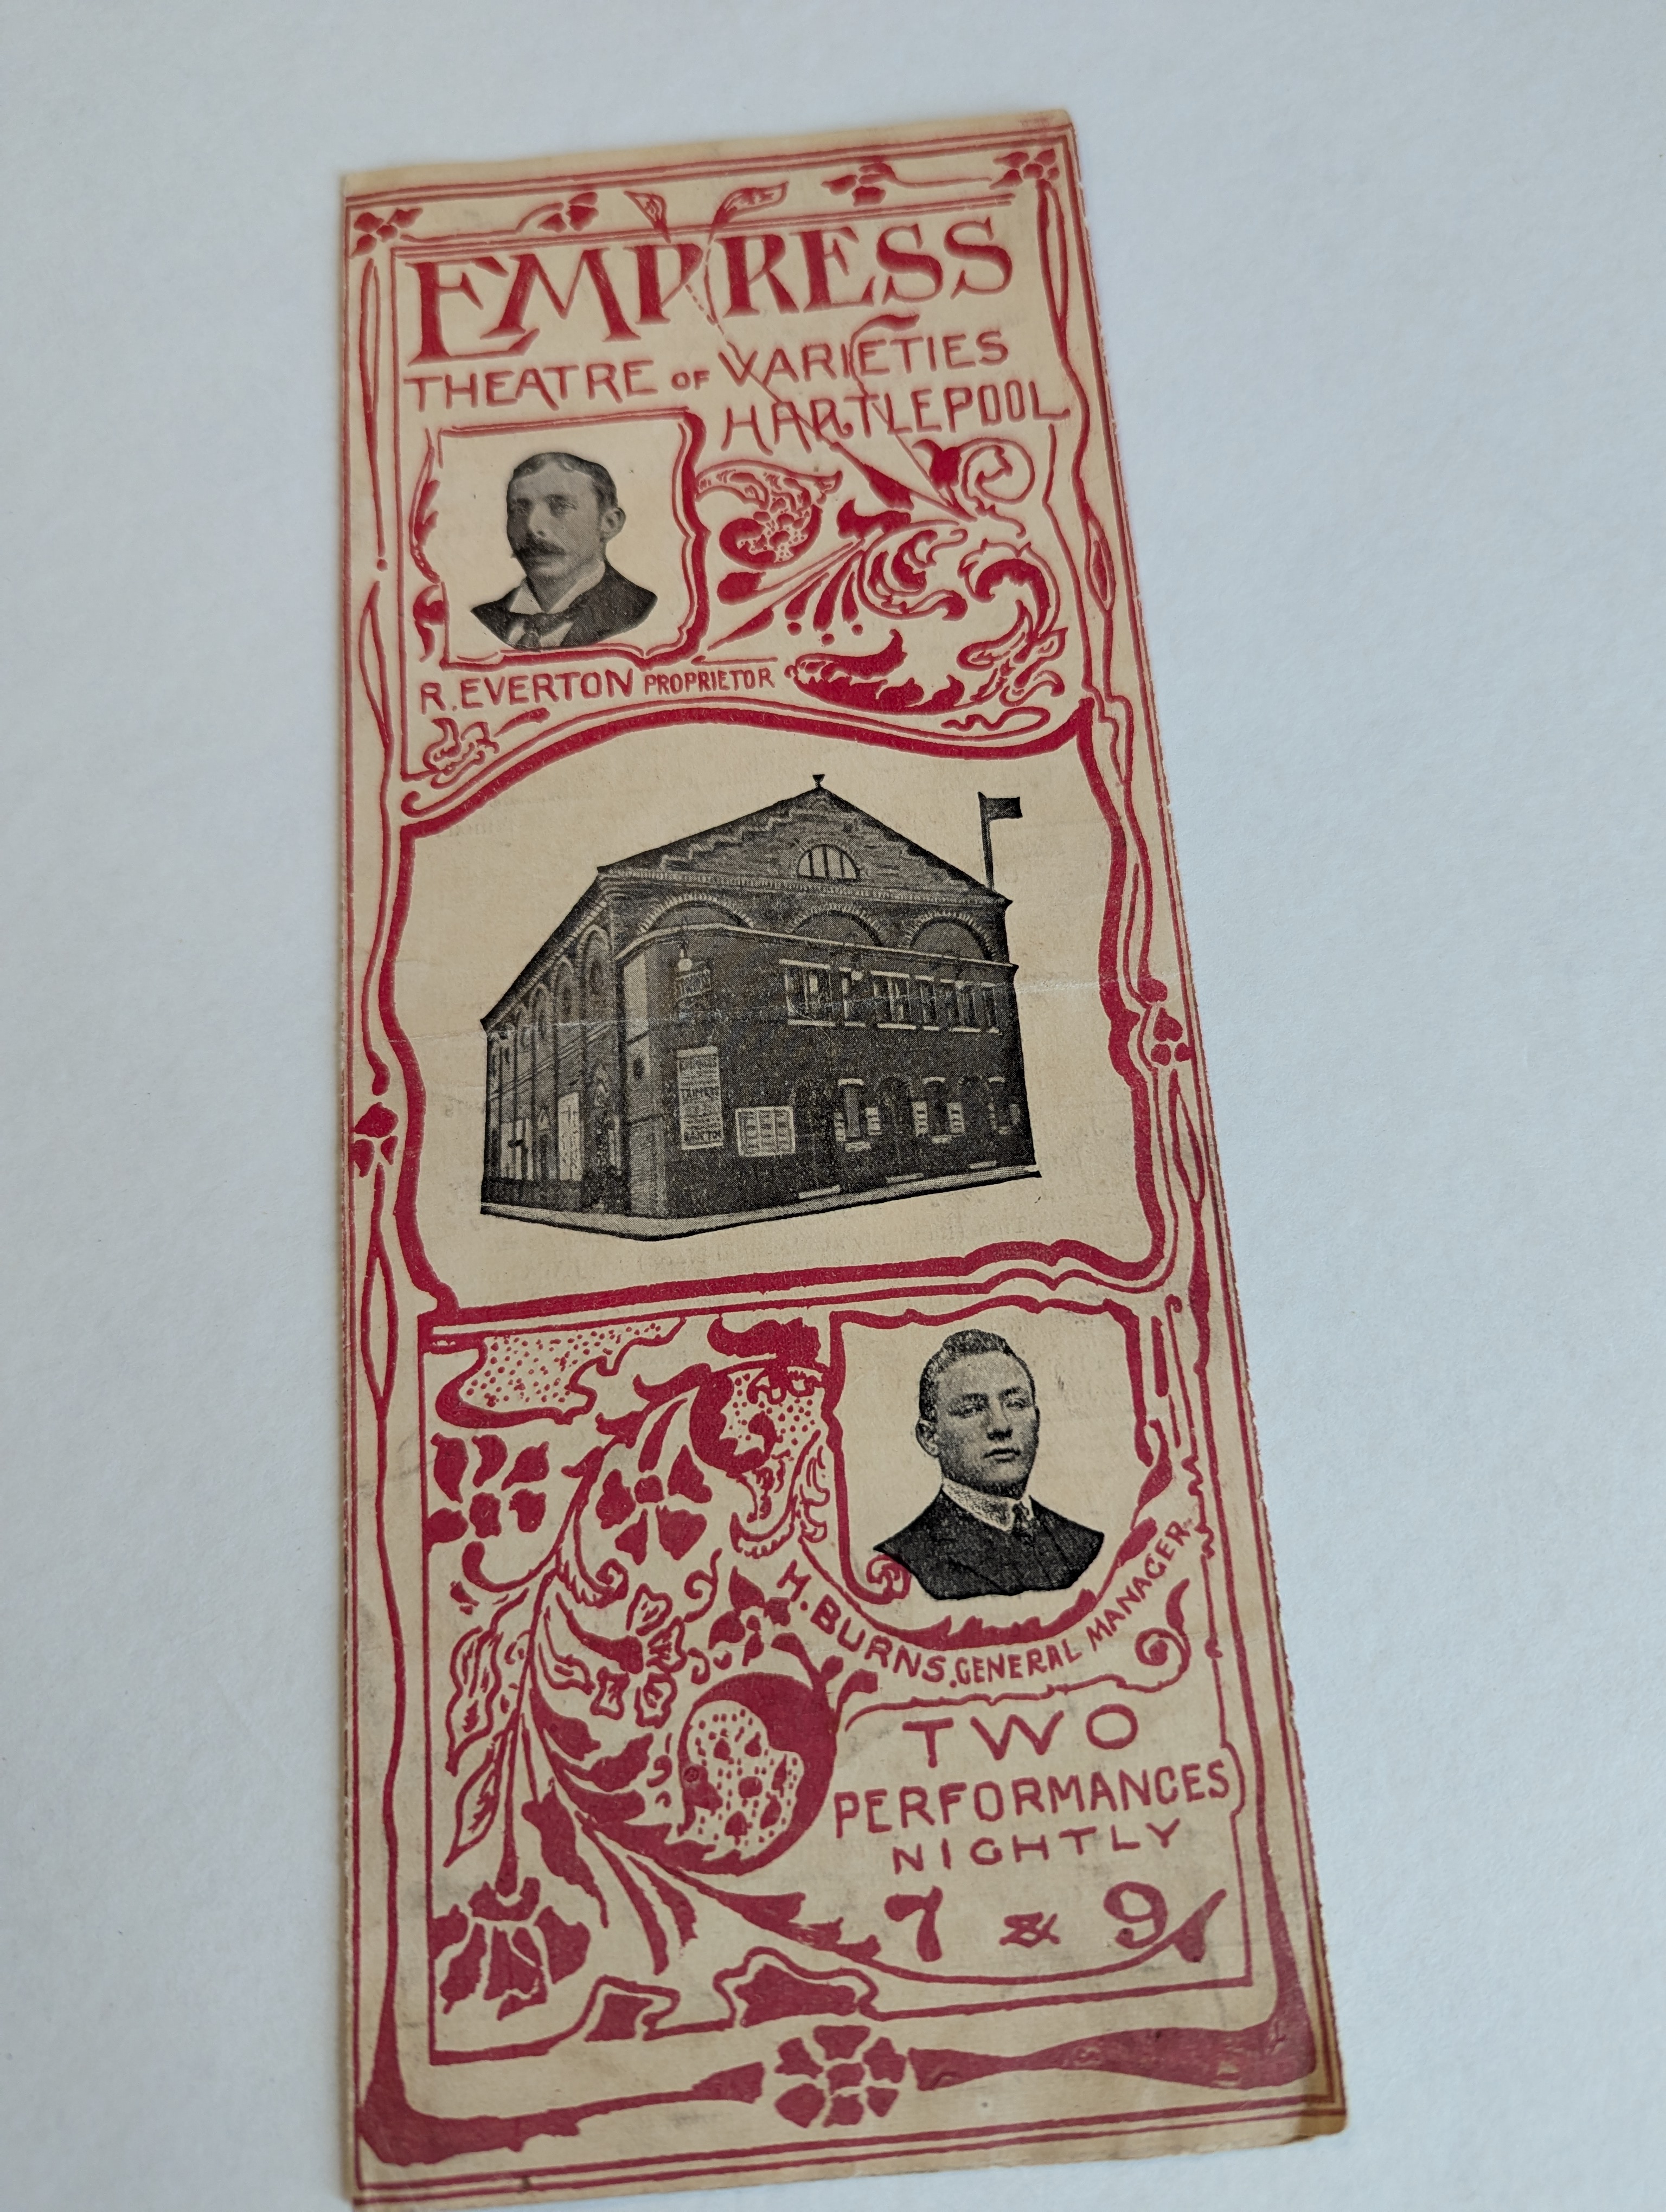 EMPRESS
THEATRE OF VARIETIES
HARTLEPOOL
R. EVERTON PROPRIETOR
H. BURNS, GENERAL MANAGER.
TWO
PERFORMANCES
NIGHTLY
7 & 9